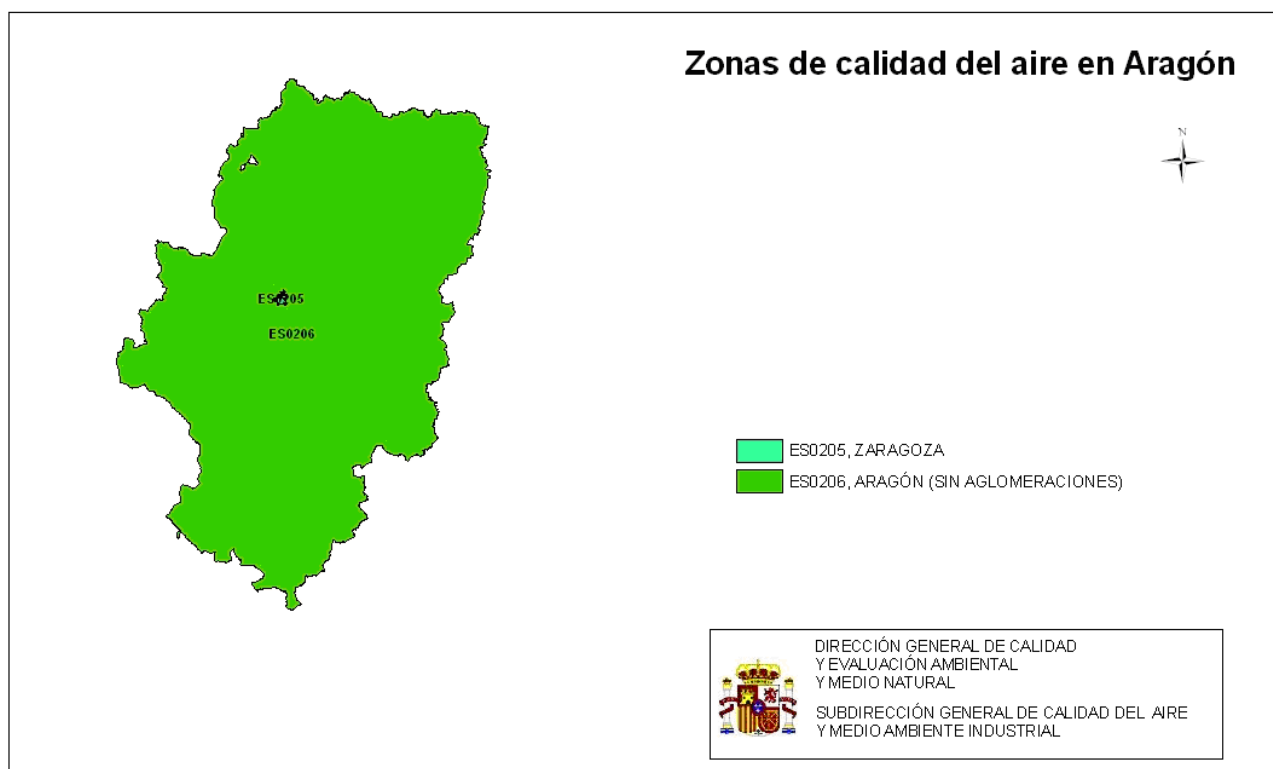 Zonas de calidad del aire en Aragón
N
ES0205
ES0206
ES0205, ZARAGOZA
ES0206, ARAGÓN (SIN AGLOMERACIONES)
DIRECCIÓN GENERAL DE CALIDAD
Y EVALUACIÓN AMBIENTAL
Y MEDIO NATURAL
SUBDIRECCIÓN GENERAL DE CALIDAD DEL AIRE
Y MEDIO AMBIENTE INDUSTRIAL